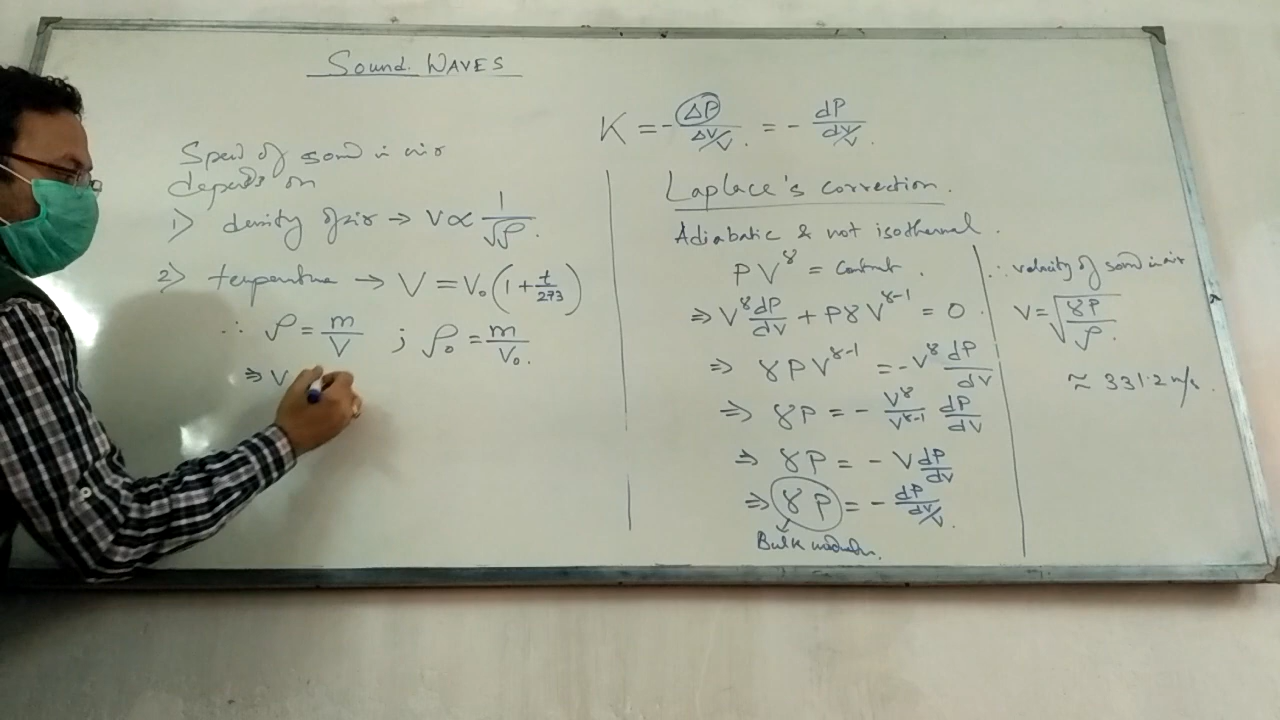 Sound WAVES
K = - ΔP / ΔV/V = - dP / dV/V
Speed of sound in air
depends on
1) density of air → V ∝ 1/√ρ.
2) temperature → V = V₀ (1 + t/273)
∴ ρ = m/V ; ρ₀ = m/V₀.
⇒ V
Laplace's correction.
Adiabatic & not isothermal.
PV^γ = Constant.
⇒ V^γ dP/dV + PγV^γ-1 = 0
⇒ γPV^γ-1 = -V^γ dP/dV
⇒ γP = - V^γ/V^γ-1 dP/dV
⇒ γP = - V dP/dV
⇒ γP = - dP / dV/V.
Bulk modulus.
∴ velocity of sound in air
V = √γP/ρ.
≈ 331.2 m/s.